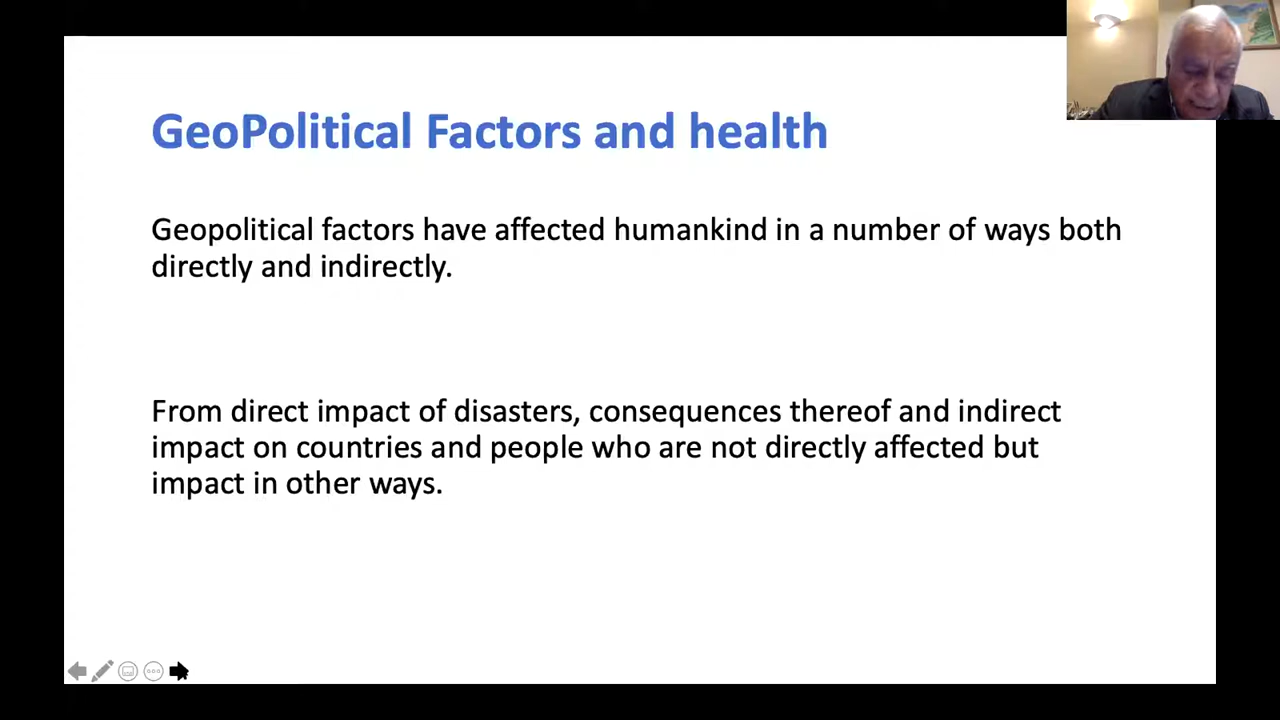 GeoPolitical Factors and health
Geopolitical factors have affected humankind in a number of ways both
directly and indirectly.
From direct impact of disasters, consequences thereof and indirect
impact on countries and people who are not directly affected but
impact in other ways.